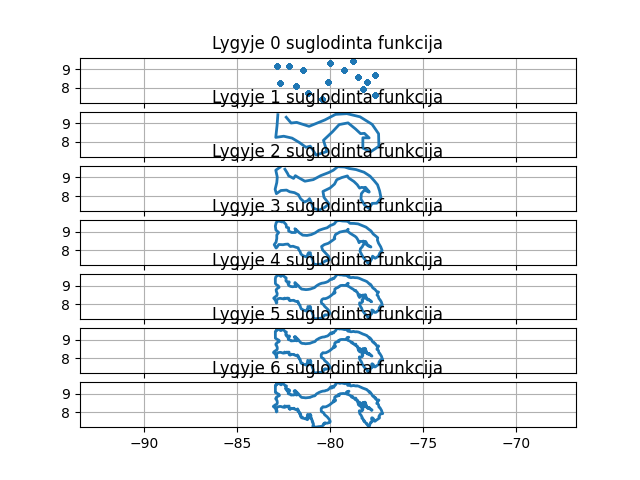 Lygyje 0 suglodinta funkcija
9
8
Lygyje 1 suglodinta funkcija
9
8
Lygyje 2 suglodinta funkcija
9
8
Lygyje 3 suglodinta funkcija
9
8
Lygyje 4 suglodinta funkcija
9
8
Lygyje 5 suglodinta funkcija
9
8
Lygyje 6 suglodinta funkcija
9
8
−90 −85 −80 −75 −70